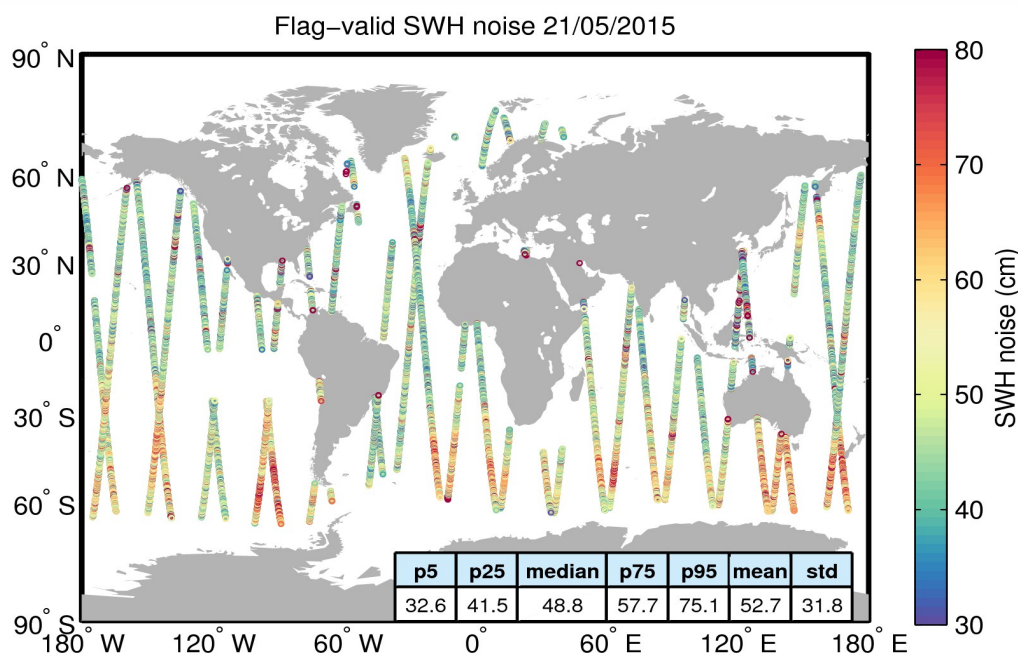 Flag−valid SWH noise 21/05/2015
90° N
60° N
30° N
0°
30° S
60° S
90° S
180° W
120° W
60° W
0°
60° E
120° E
180° E
p5 p25 median p75 p95 mean std
32.6 41.5 48.8 57.7 75.1 52.7 31.8
80
70
60
50
40
30
SWH noise (cm)